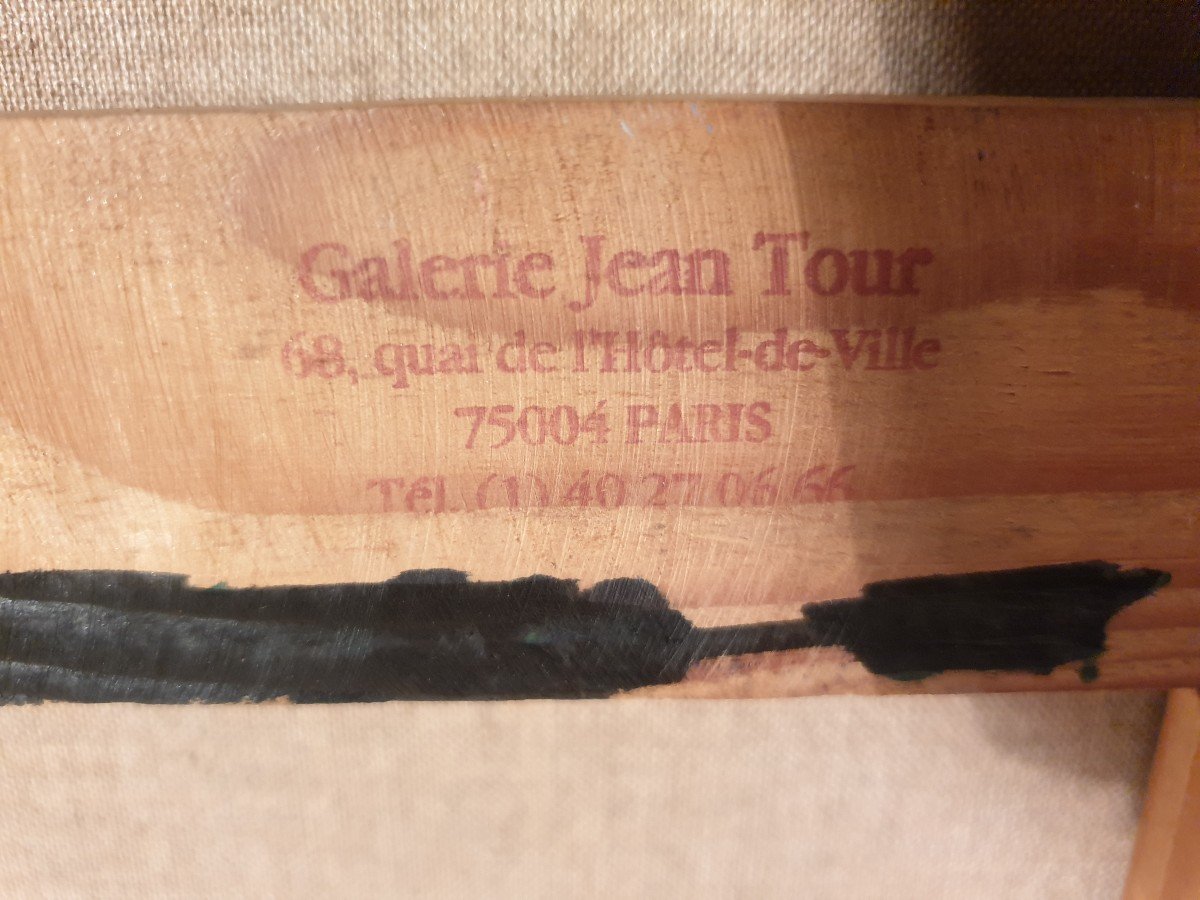 Galerie Jean Tour
68, quai de l'Hôtel-de-Ville
75004 PARIS
Tél. (1) 40 27 06 66